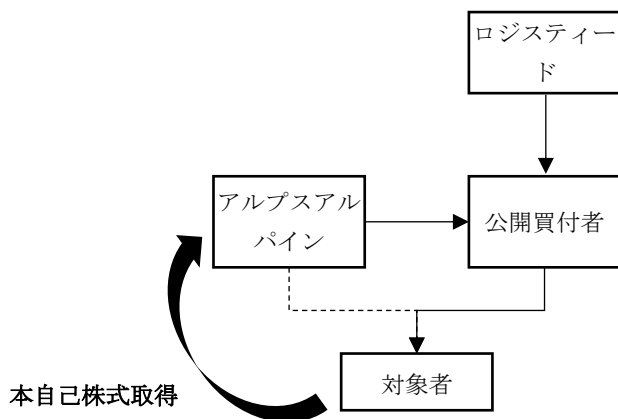 ロジスティー
ド
アルプスアル
パイン
公開買付者
対象者
本自己株式取得